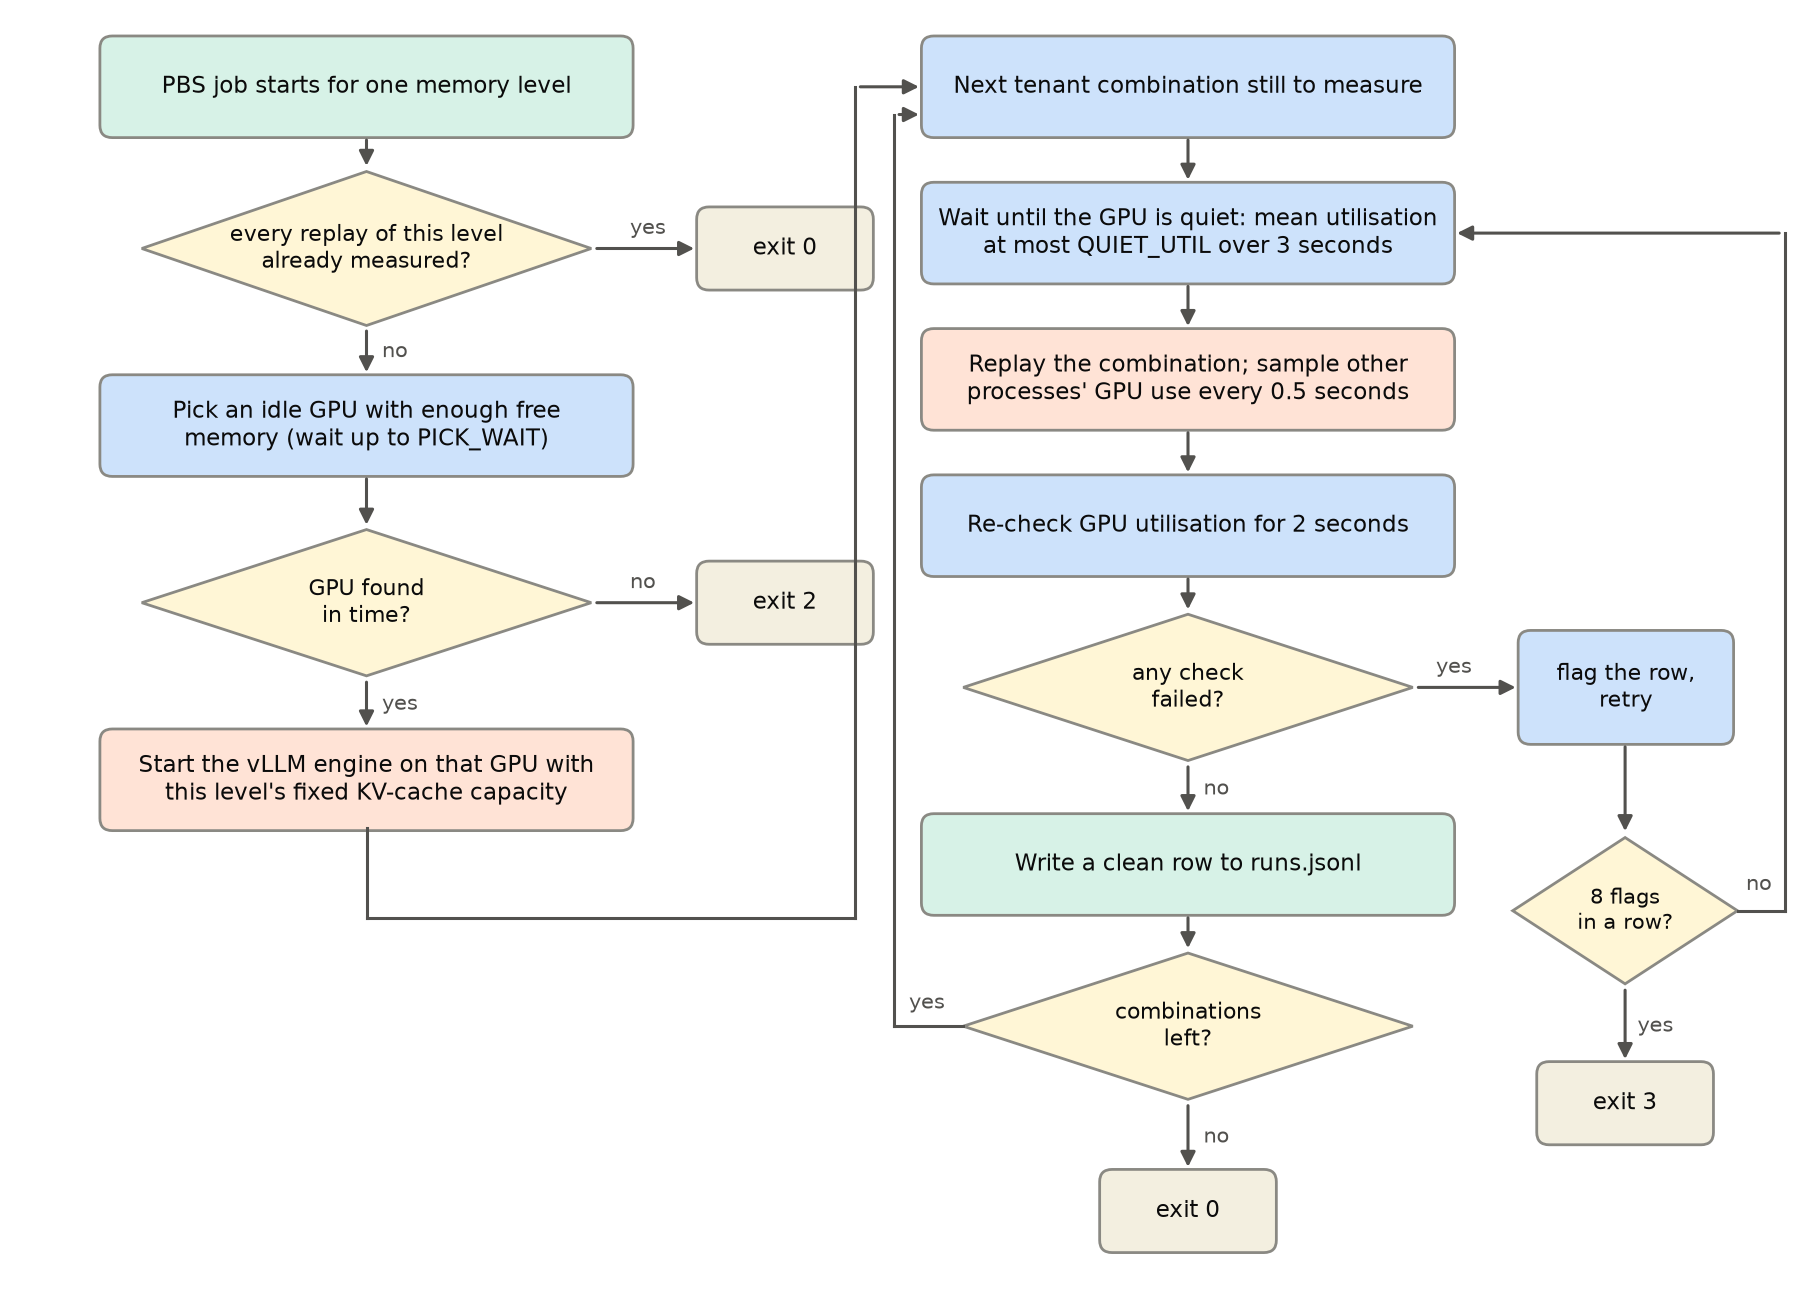 PBS job starts for one memory level
every replay of this level
already measured?
yes
exit 0
no
Pick an idle GPU with enough free
memory (wait up to PICK_WAIT)
GPU found
in time?
no
exit 2
yes
Start the vLLM engine on that GPU with
this level's fixed KV-cache capacity
Next tenant combination still to measure
Wait until the GPU is quiet: mean utilisation
at most QUIET_UTIL over 3 seconds
Replay the combination; sample other
processes' GPU use every 0.5 seconds
Re-check GPU utilisation for 2 seconds
any check
failed?
yes
flag the row,
retry
no
Write a clean row to runs.jsonl
8 flags
in a row?
no
yes
exit 3
combinations
left?
yes
no
exit 0